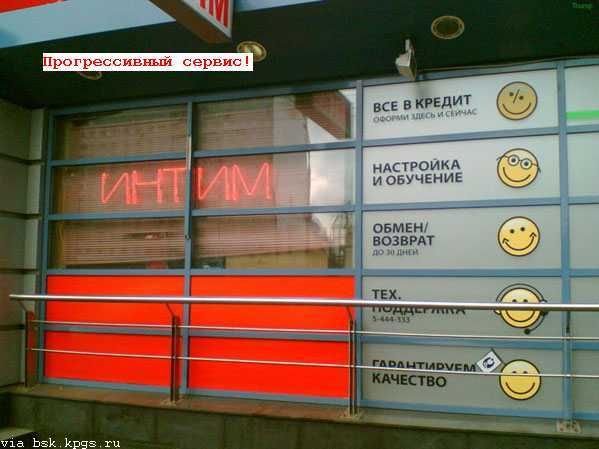 Trump
Прогрессивный сервис!
ИНТИМ
ВСЕ В КРЕДИТ
ОФОРМИ ЗДЕСЬ И СЕЙЧАС
НАСТРОЙКА
И ОБУЧЕНИЕ
ОБМЕН/
ВОЗВРАТ
ДО 30 ДНЕЙ
ТЕХ.
ПОДДЕРЖКА
5-444-333
ГАРАНТИРУЕМ
КАЧЕСТВО
via bsk.kpgs.ru